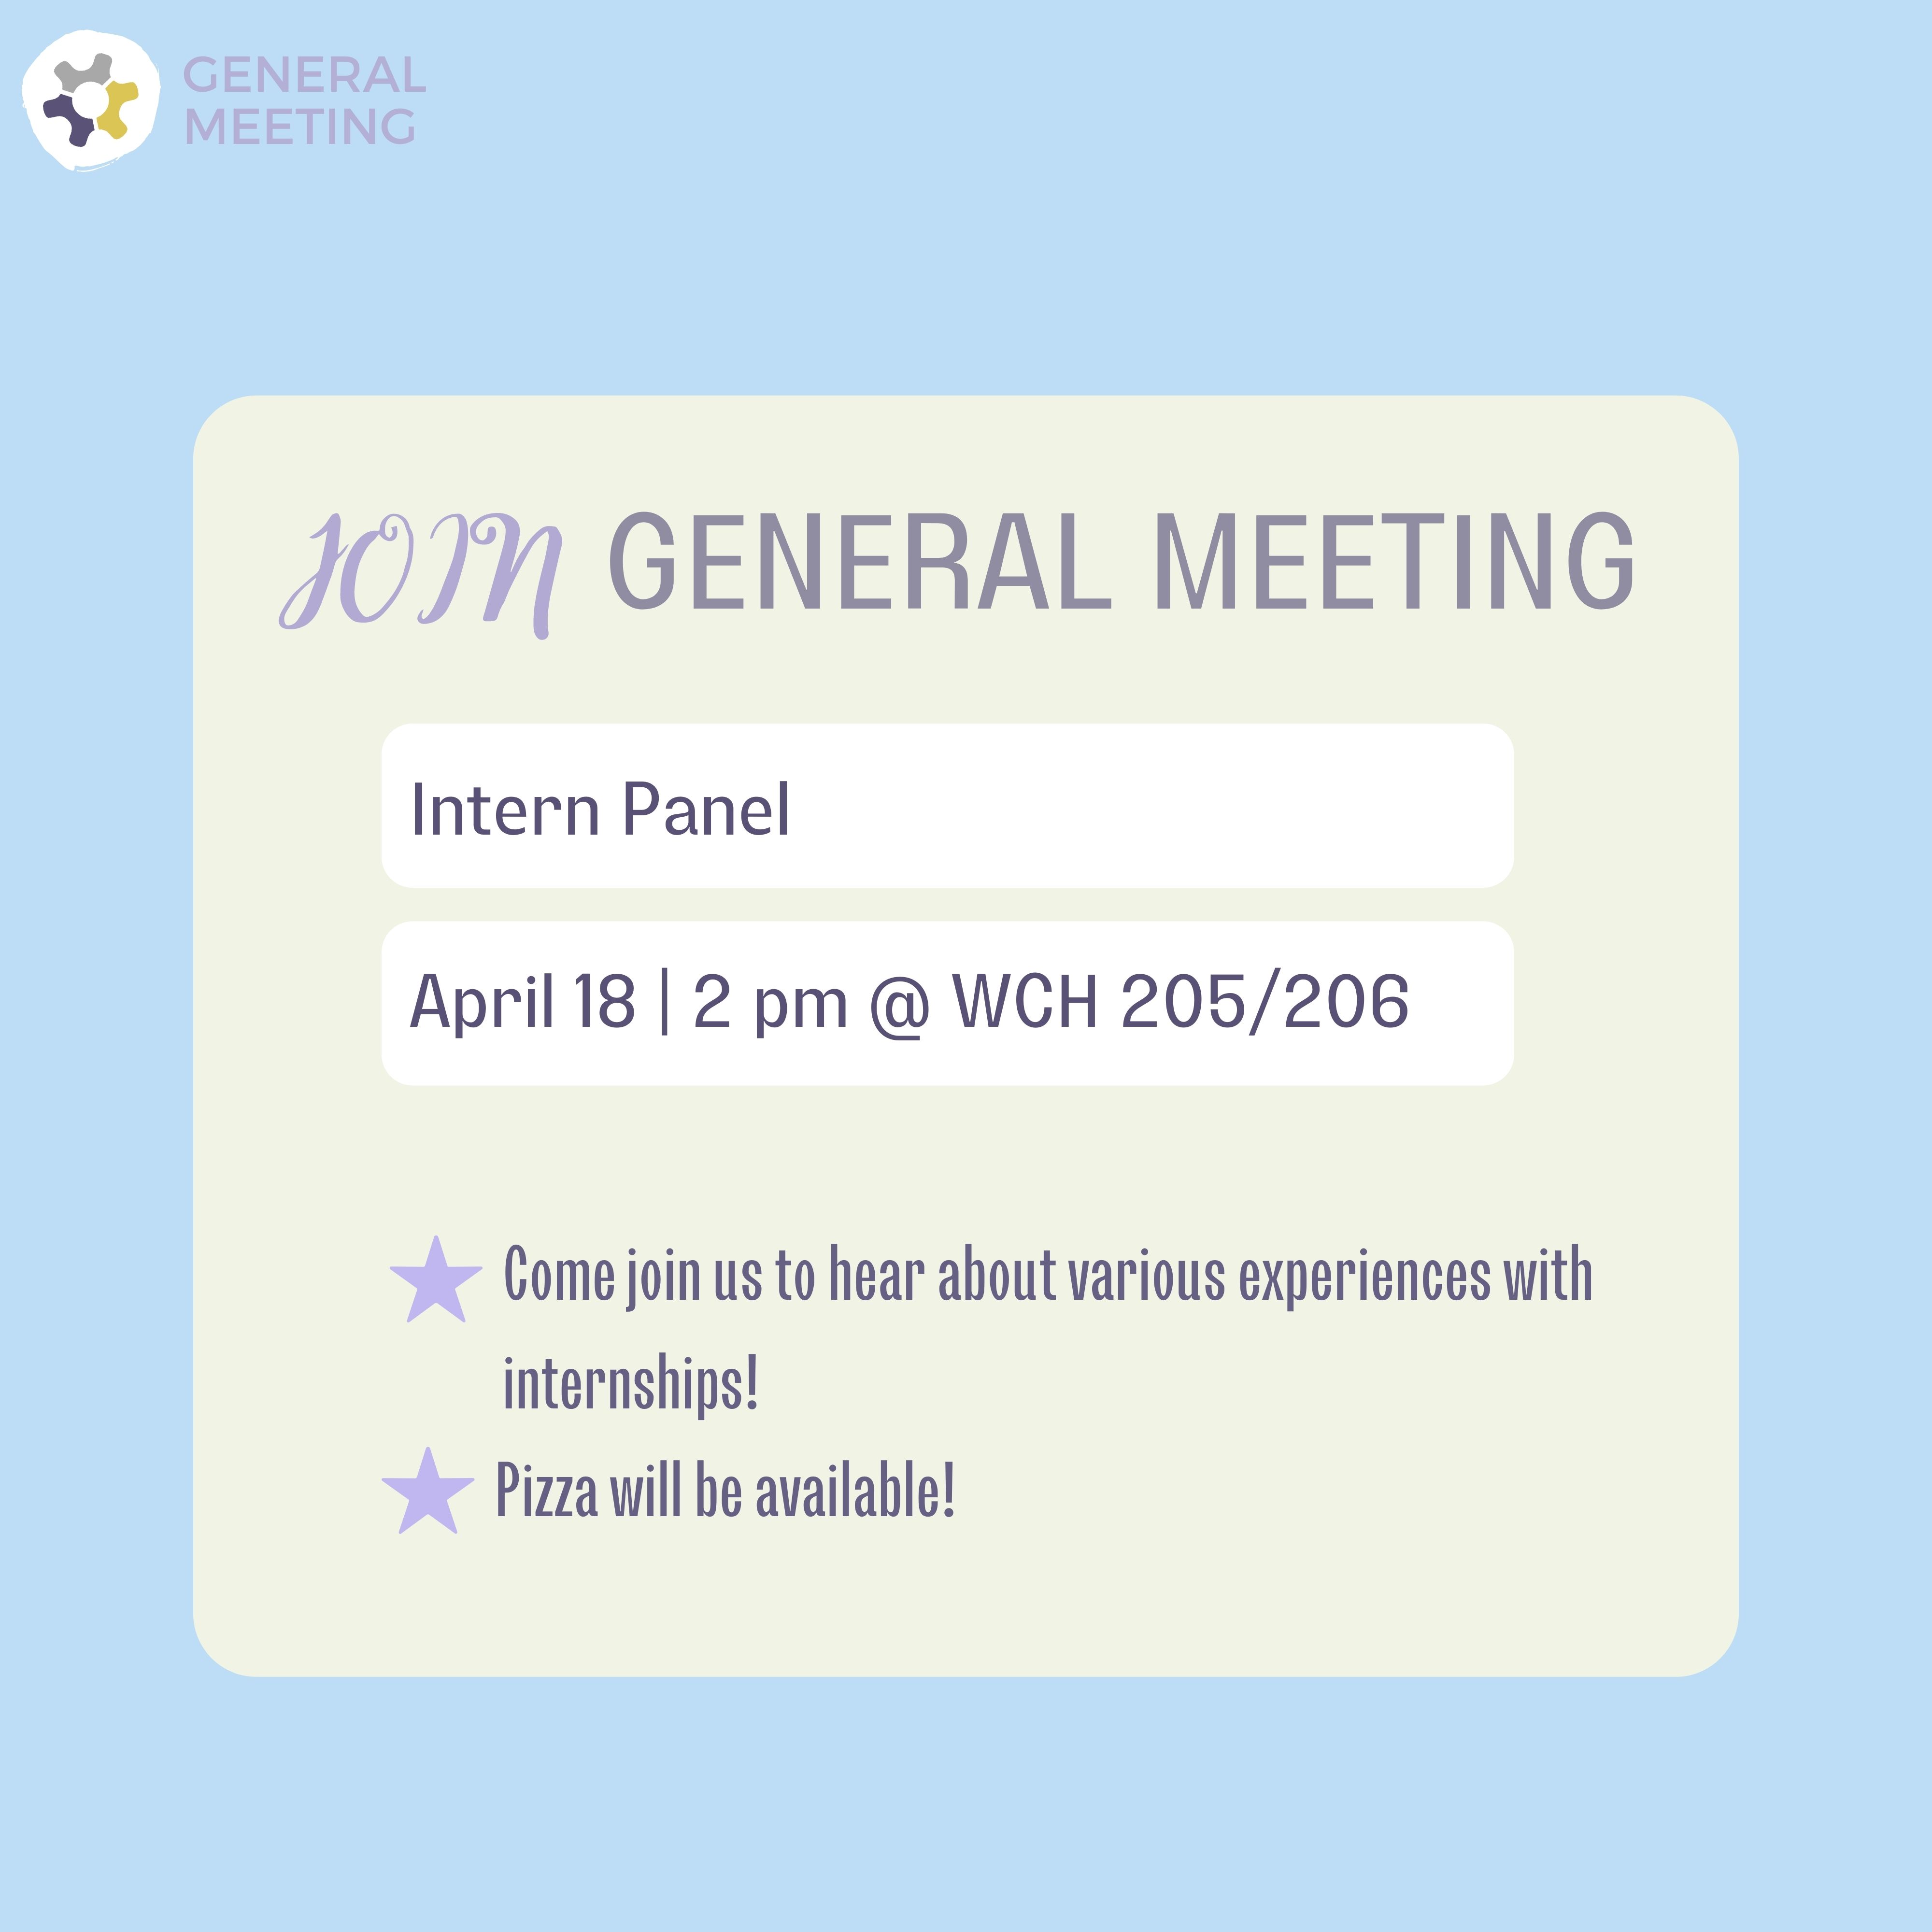 GENERAL
MEETING
JOIN GENERAL MEETING
Intern Panel
April 18 | 2 pm @ WCH 205/206
Come join us to hear about various experiences with
internships!
Pizza will be available!